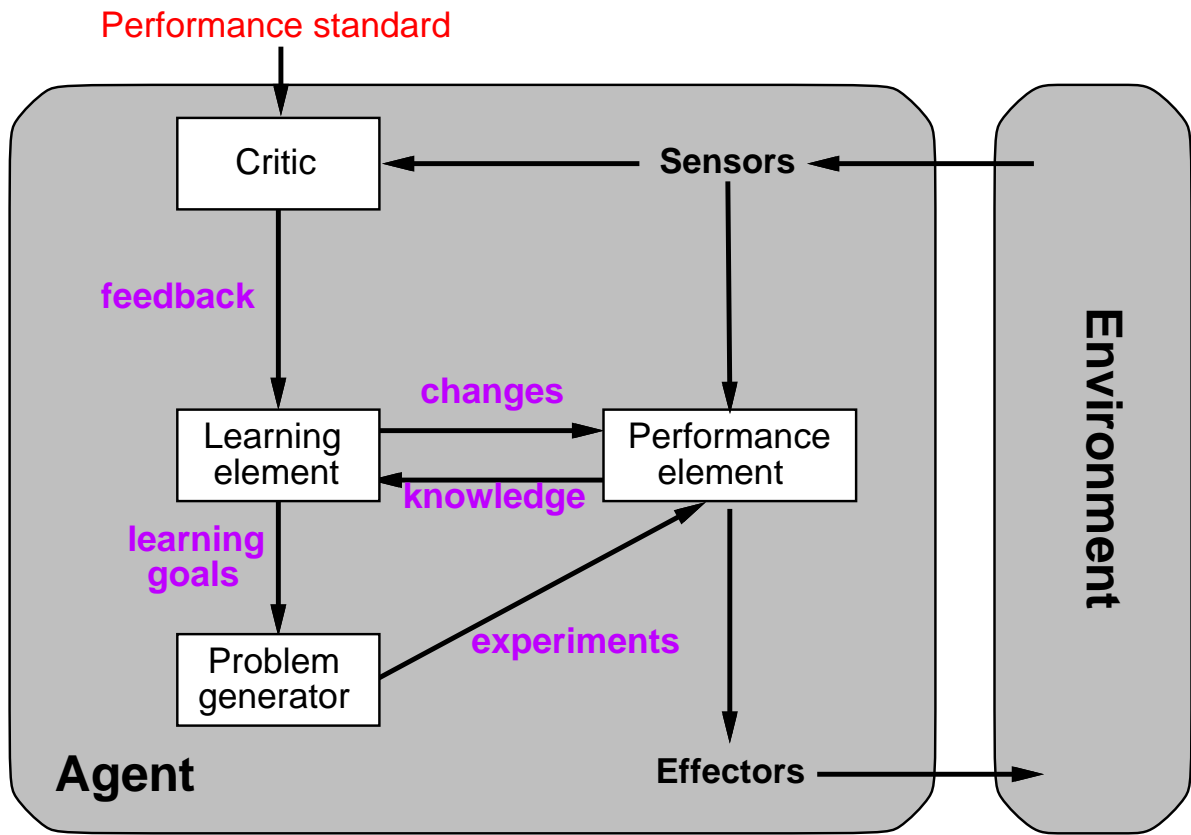 Performance standard
Critic
Sensors
feedback
changes
Learning
element
Performance
element
knowledge
learning
goals
experiments
Problem
generator
Agent
Effectors
Environment